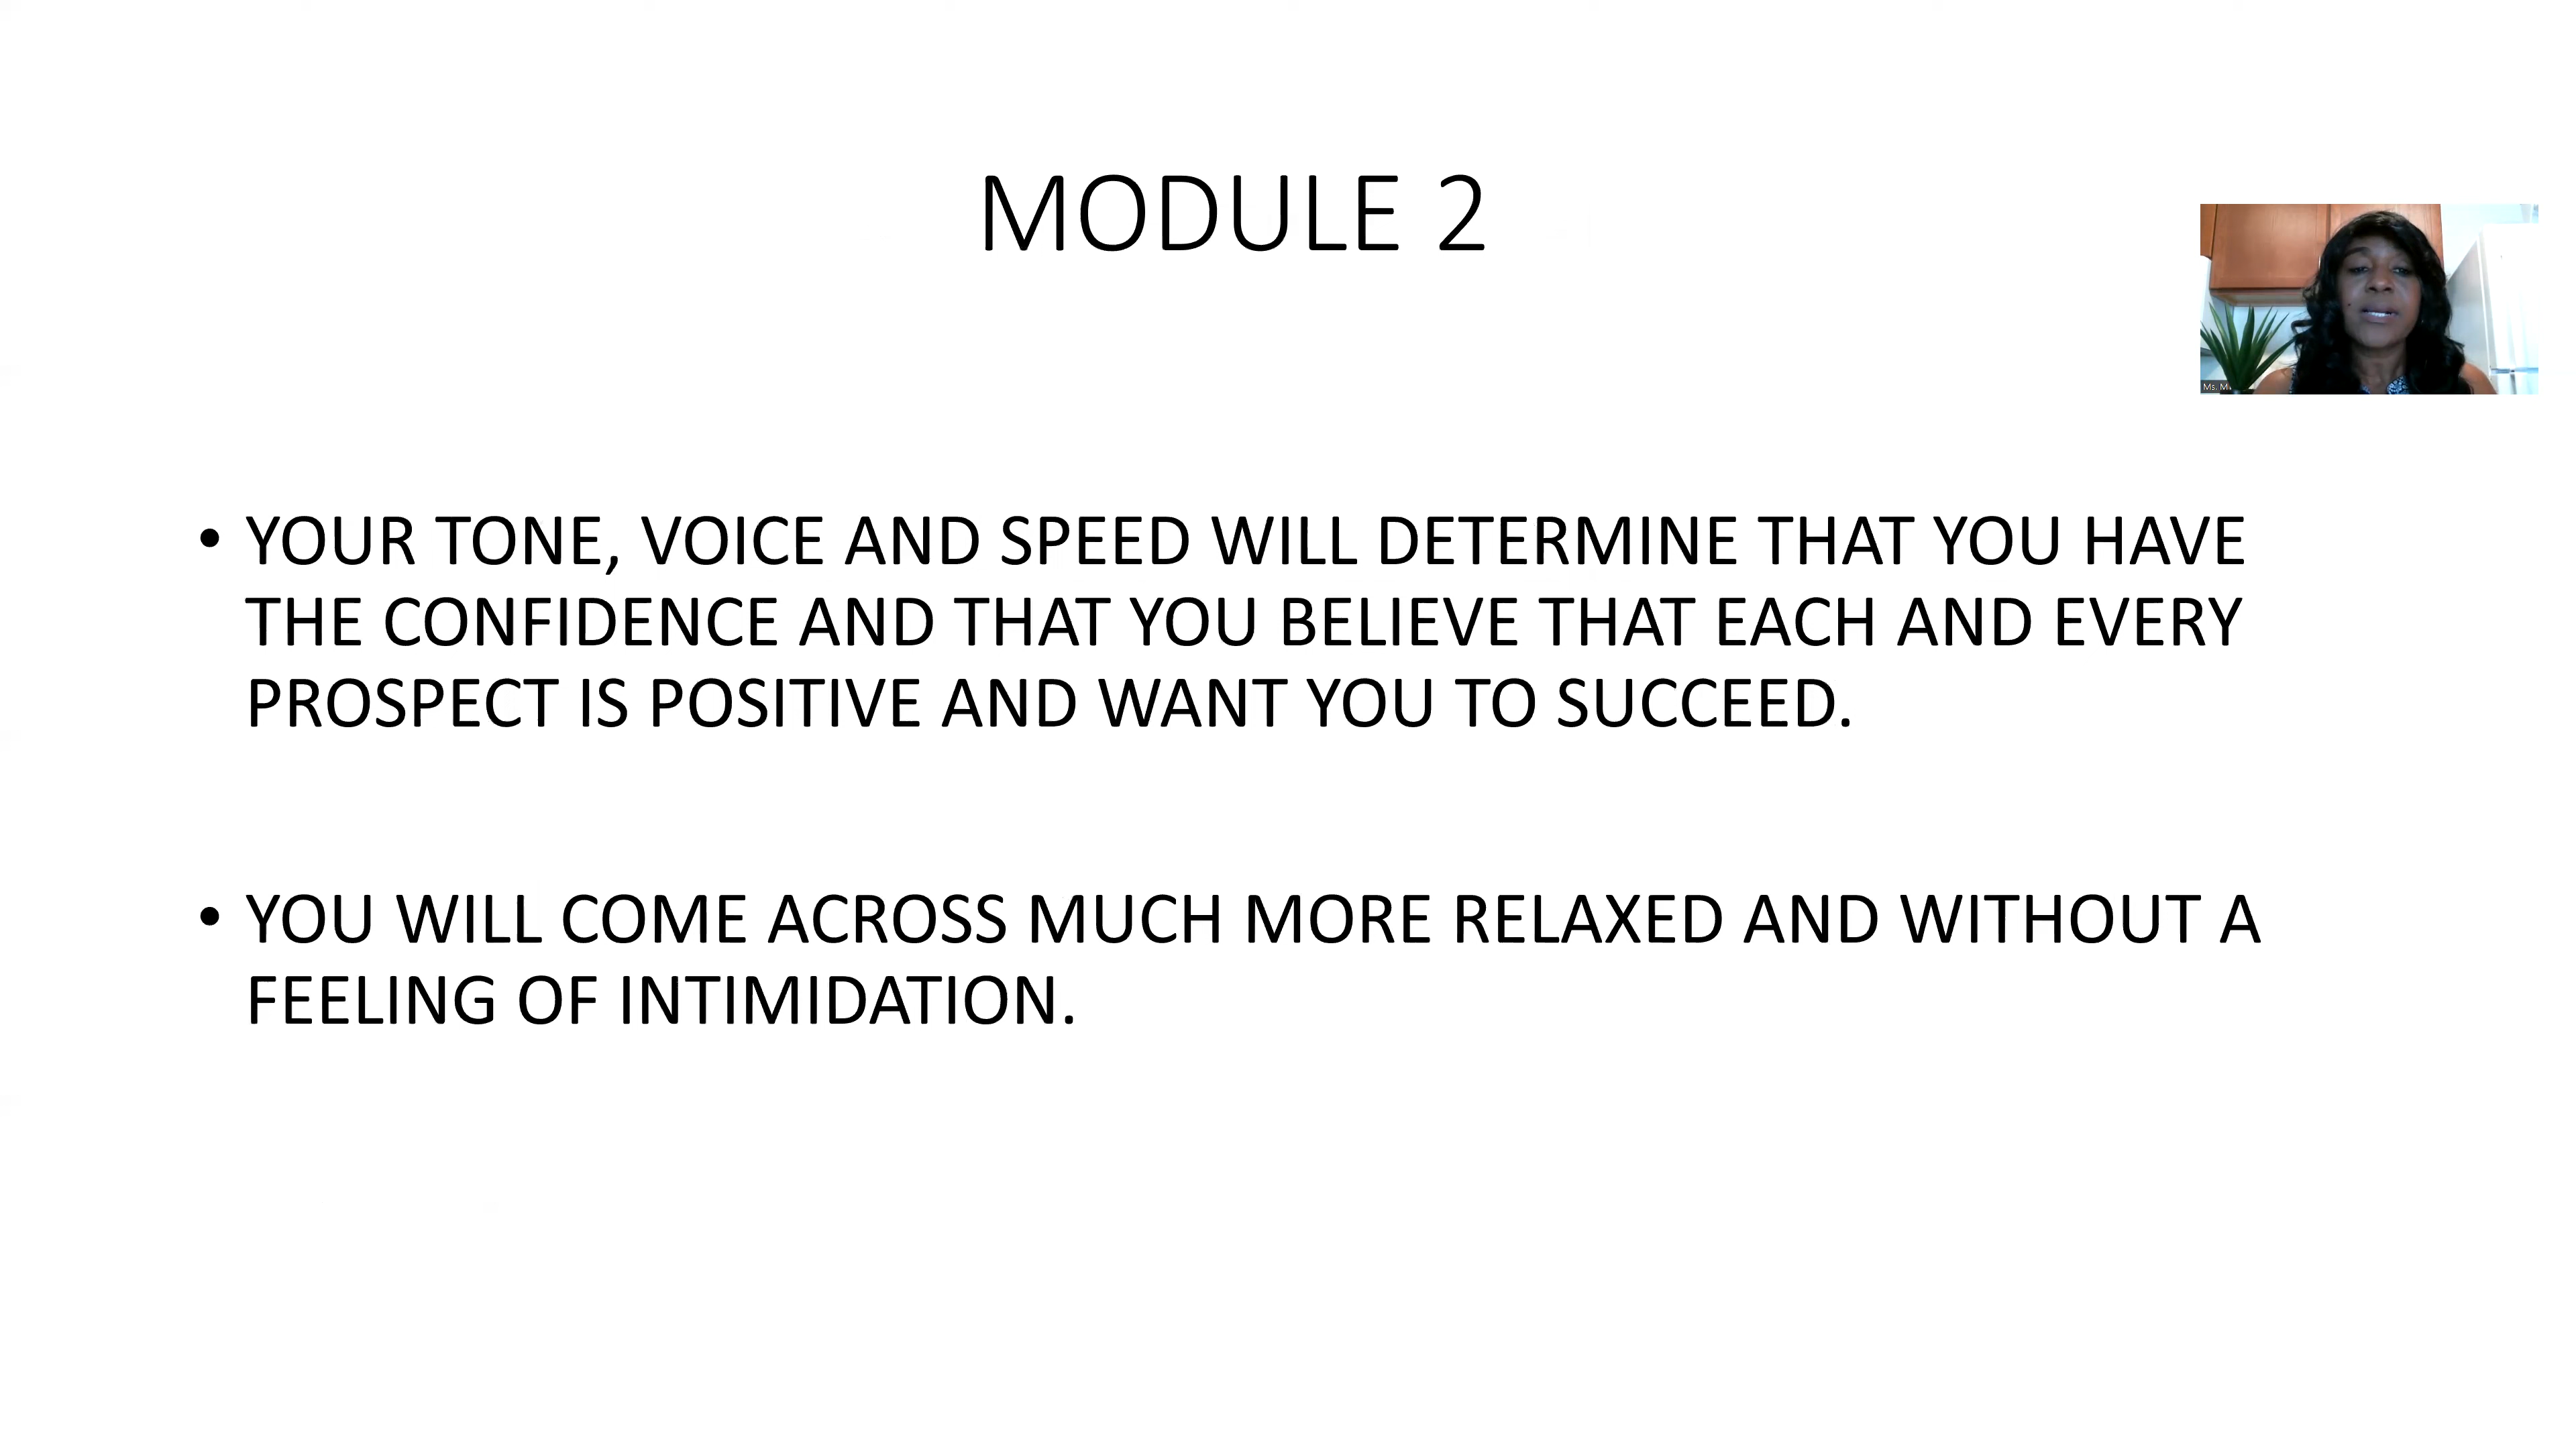 MODULE 2
• YOUR TONE, VOICE AND SPEED WILL DETERMINE THAT YOU HAVE
THE CONFIDENCE AND THAT YOU BELIEVE THAT EACH AND EVERY
PROSPECT IS POSITIVE AND WANT YOU TO SUCCEED.
• YOU WILL COME ACROSS MUCH MORE RELAXED AND WITHOUT A
FEELING OF INTIMIDATION.
Ms.